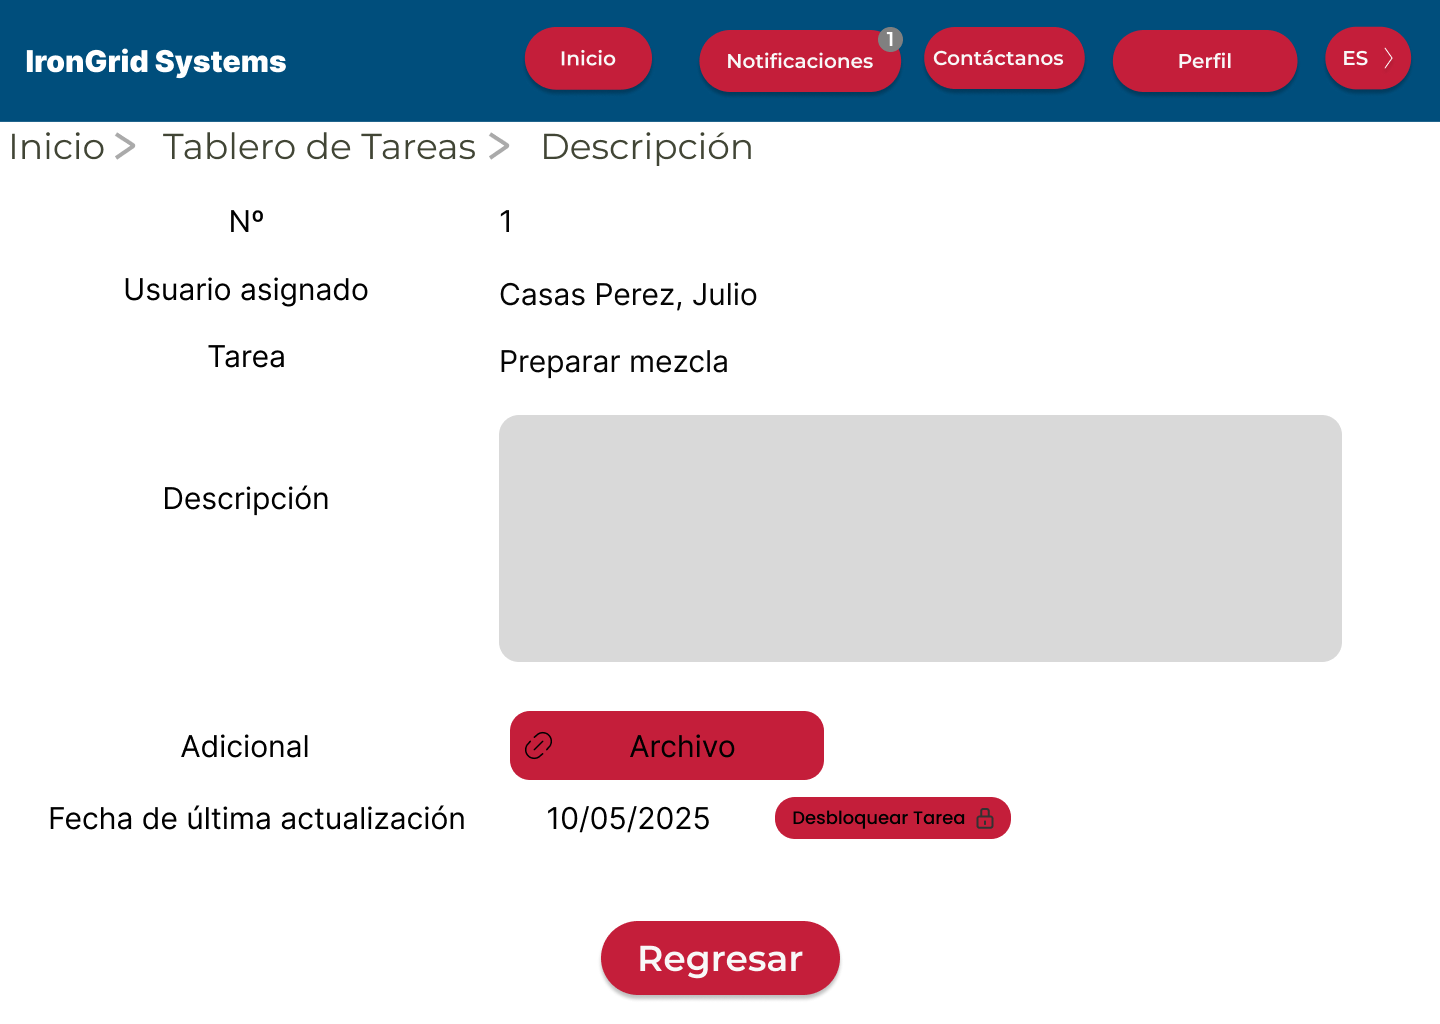 IronGrid Systems
Inicio
Notificaciones
1
Contáctanos
Perfil
ES
Inicio > Tablero de Tareas > Descripción
Nº 1
Usuario asignado Casas Perez, Julio
Tarea Preparar mezcla
Descripción
Adicional Archivo
Fecha de última actualización 10/05/2025 Desbloquear Tarea
Regresar